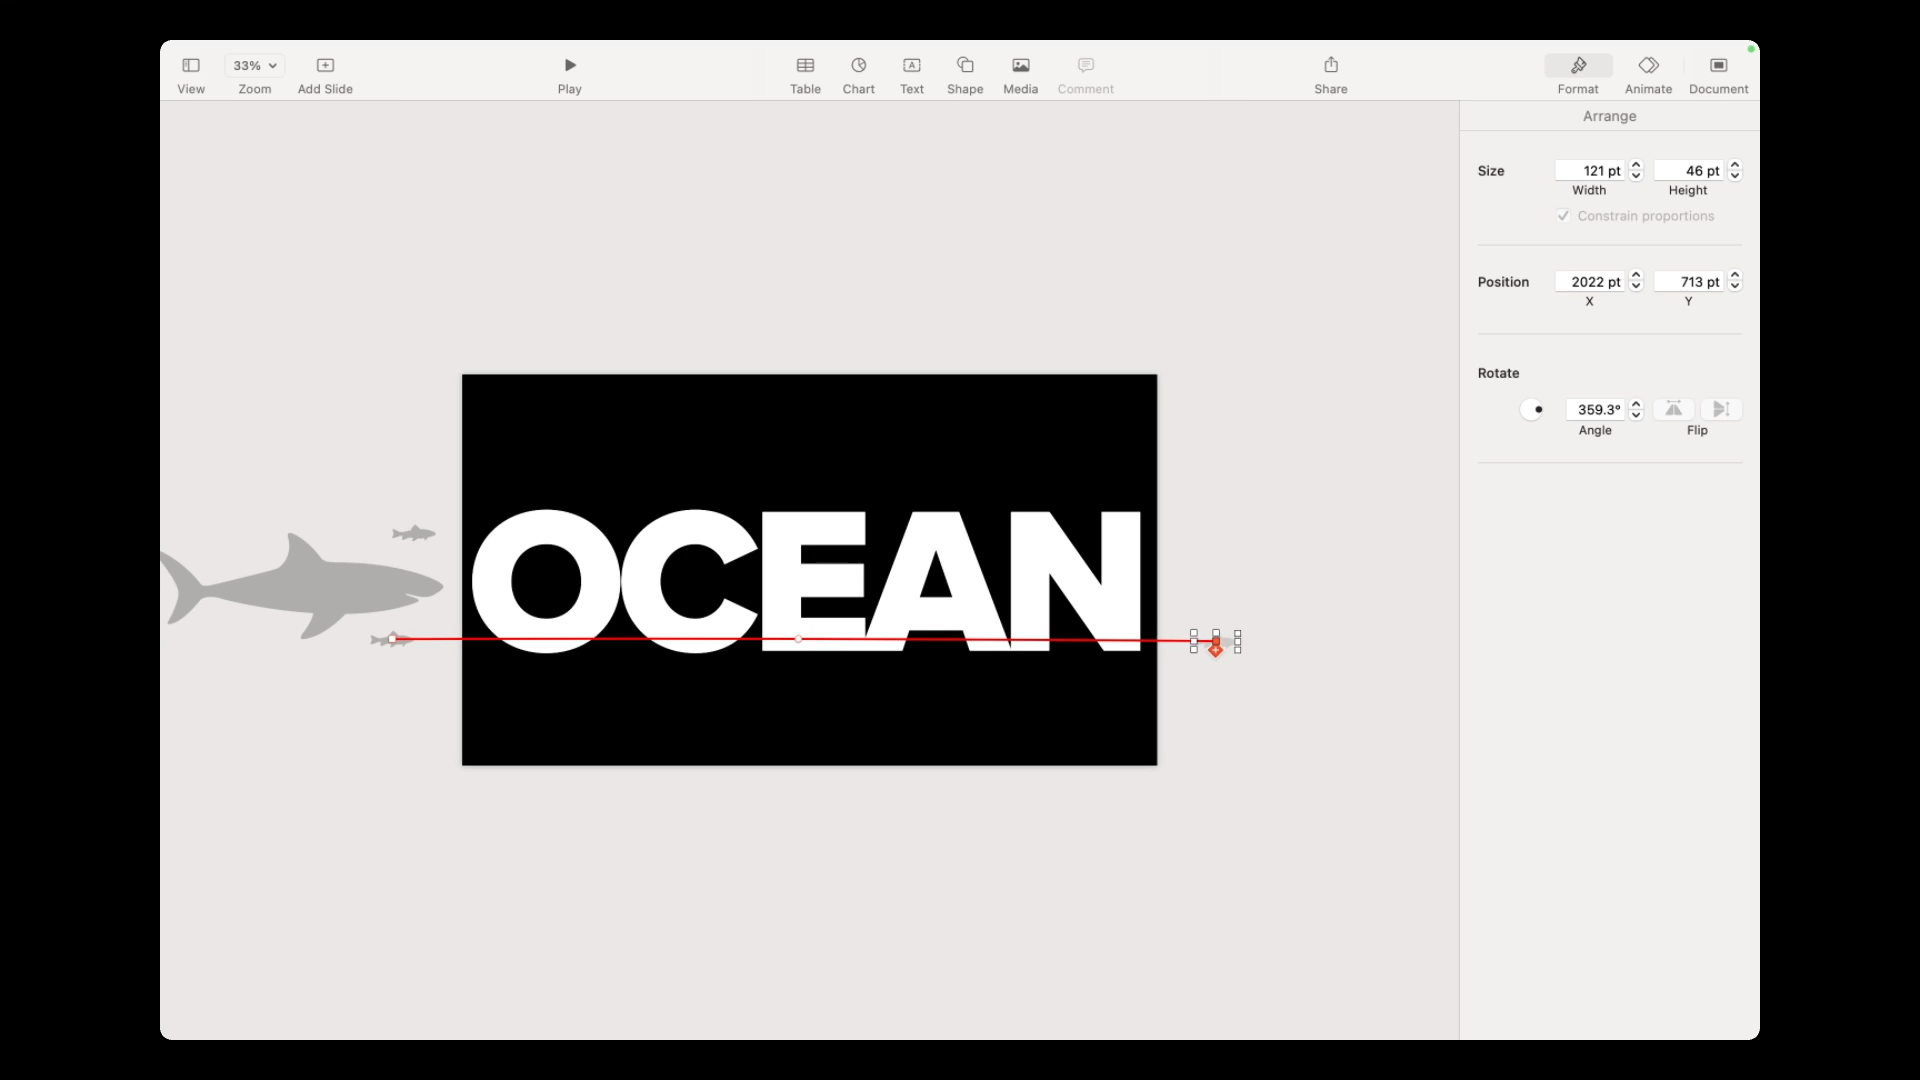 33%
View
Zoom
Add Slide
Play
Table
Chart
Text
Shape
Media
Comment
Share
Format
Animate
Document
Arrange
Size
121 pt
46 pt
Width
Height
Constrain proportions
Position
2022 pt
713 pt
X
Y
Rotate
359.3°
Angle
Flip
OCEAN